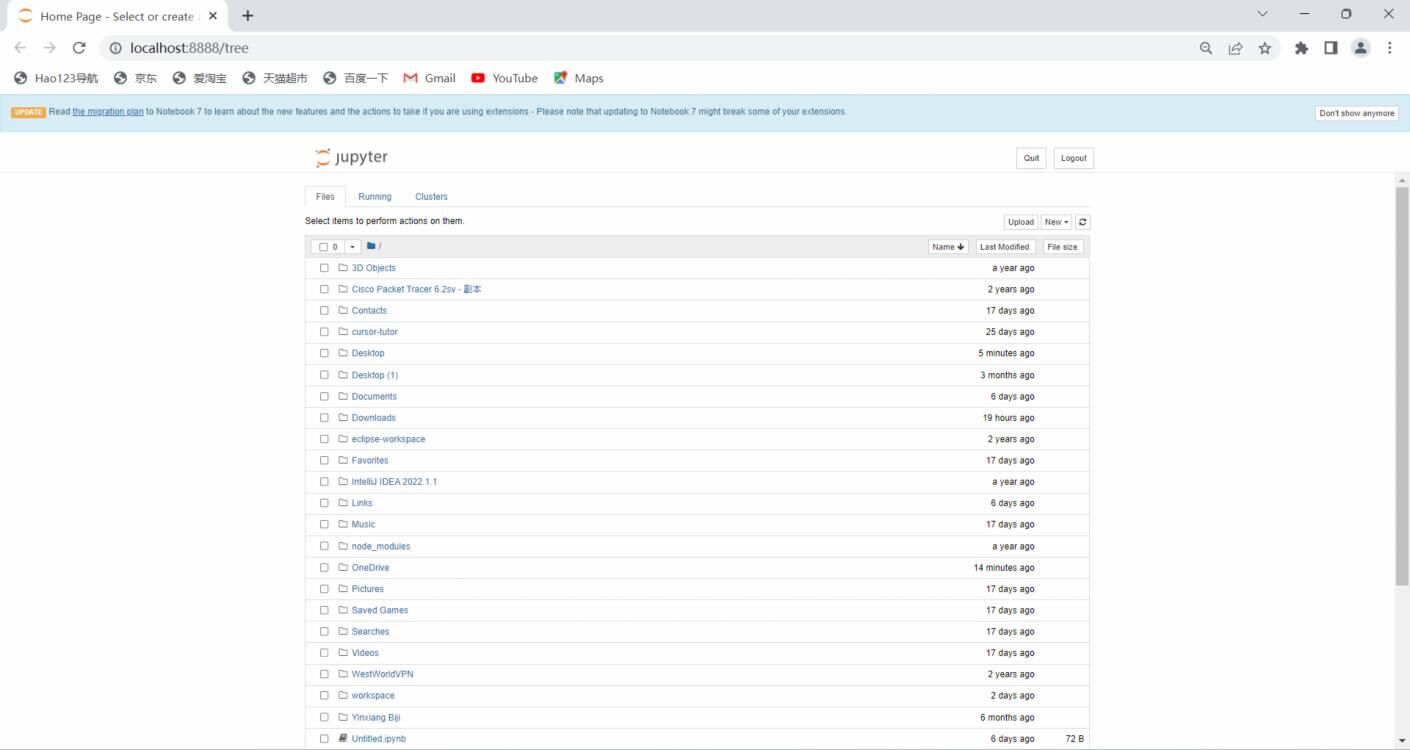 Home Page - Select or create
localhost:8888/tree
Hao123导航 京东 爱淘宝 天猫超市 百度一下 Gmail YouTube Maps
UPDATE Read the migration plan to Notebook 7 to learn about the new features and the actions to take if you are using extensions - Please note that updating to Notebook 7 might break some of your extensions. Don't show anymore
jupyter Quit Logout
Files Running Clusters
Select items to perform actions on them. Upload New
0 / Name Last Modified File size
3D Objects a year ago
Cisco Packet Tracer 6.2sv - 副本 2 years ago
Contacts 17 days ago
cursor-tutor 25 days ago
Desktop 5 minutes ago
Desktop (1) 3 months ago
Documents 6 days ago
Downloads 19 hours ago
eclipse-workspace 2 years ago
Favorites 17 days ago
IntelliJ IDEA 2022.1.1 a year ago
Links 6 days ago
Music 17 days ago
node_modules a year ago
OneDrive 14 minutes ago
Pictures 17 days ago
Saved Games 17 days ago
Searches 17 days ago
Videos 17 days ago
WestWorldVPN 2 years ago
workspace 2 days ago
Yinxiang Biji 6 months ago
Untitled.ipynb 6 days ago 72 B